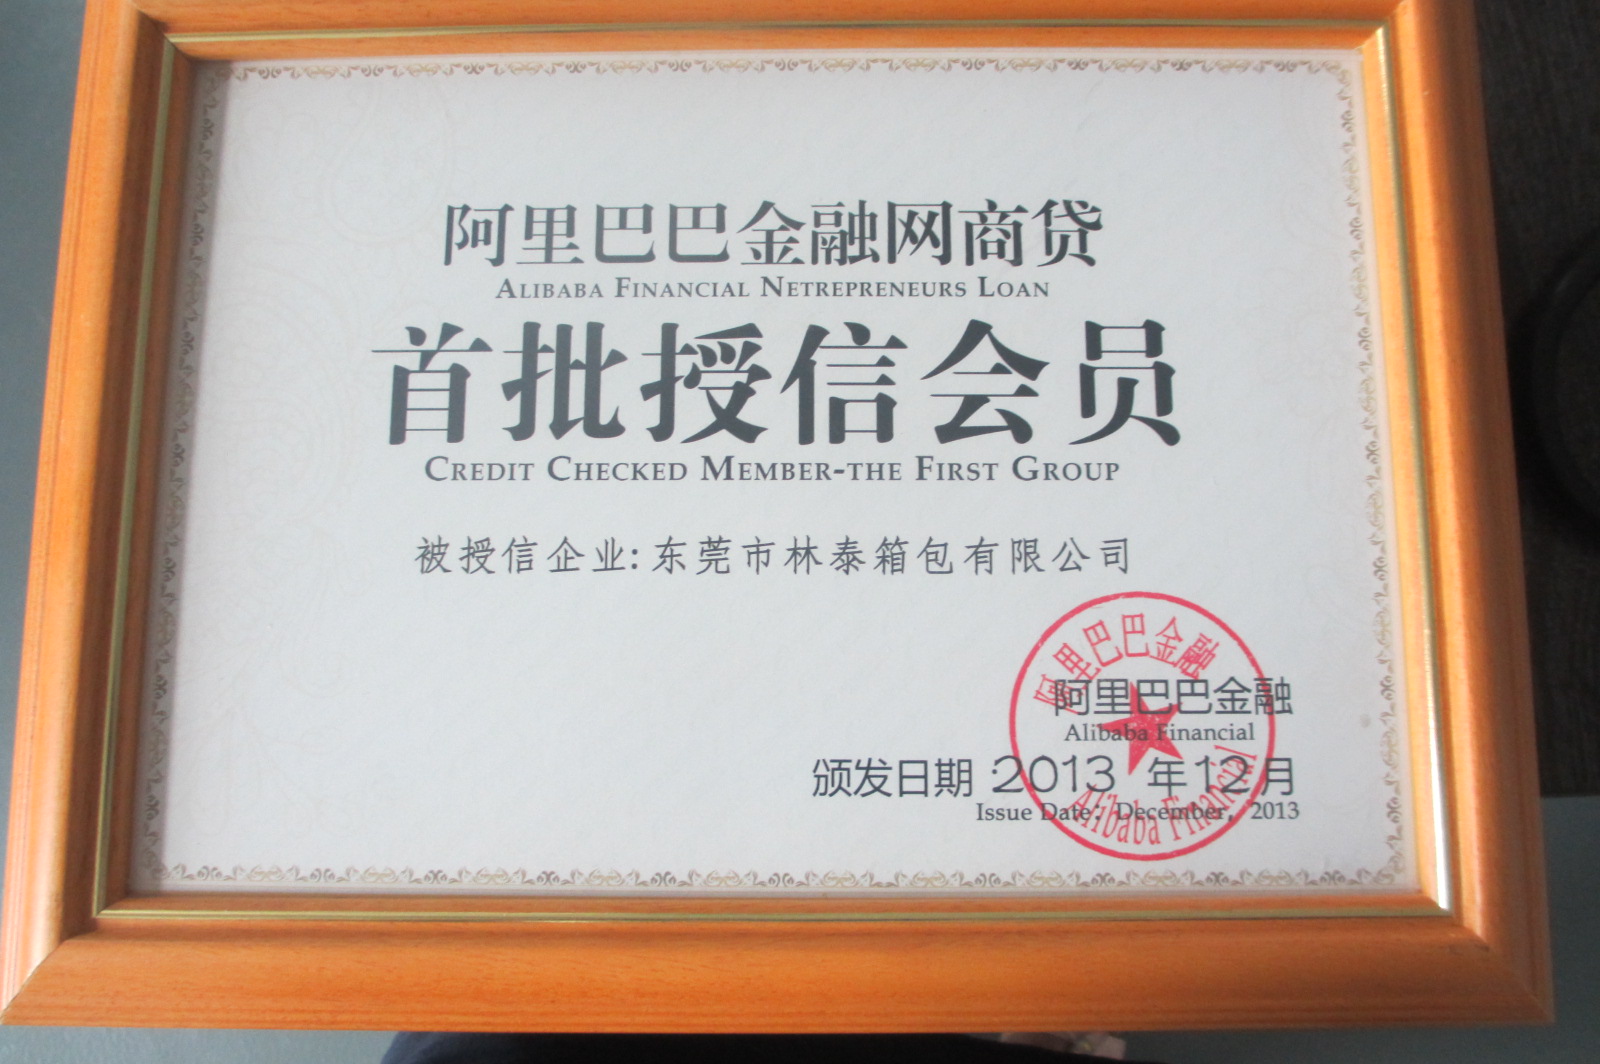 阿里巴巴金融网商贷
ALIBABA FINANCIAL NETREPRENEURS LOAN
首批授信会员
CREDIT CHECKED MEMBER-THE FIRST GROUP
被授信企业:东莞市林泰箱包有限公司
阿里巴巴金融
阿里巴巴金融
Alibaba Financial
颁发日期:2013 年12月
Issue Date: December, 2013
Alibaba Financial